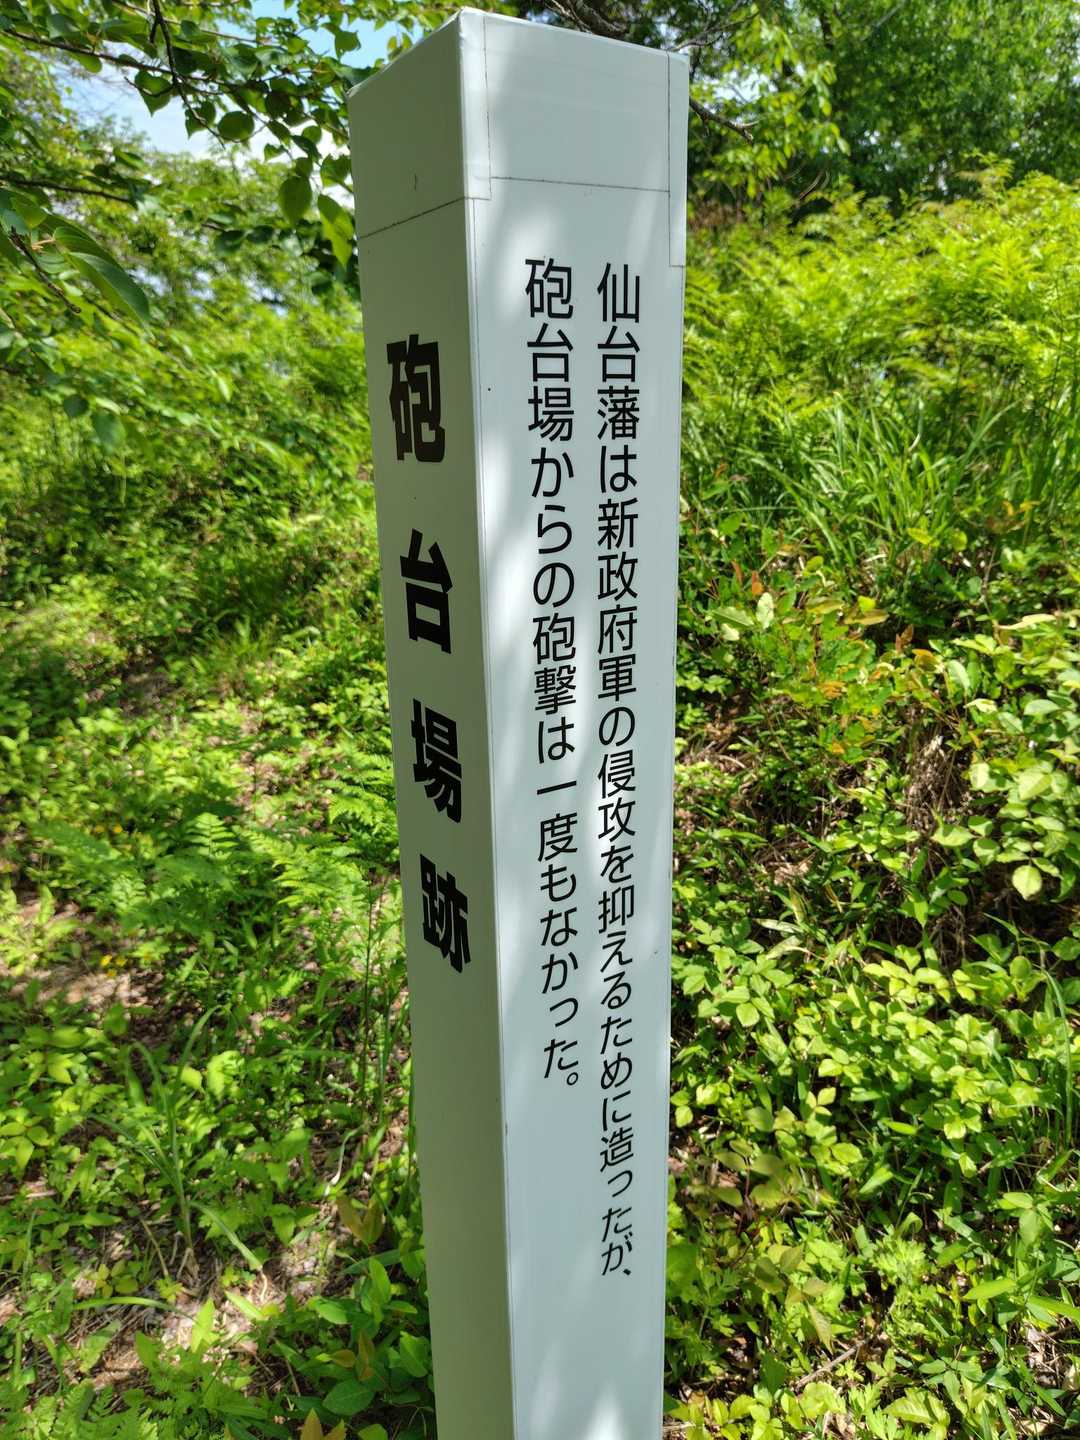 砲台場跡
仙台藩は新政府軍の侵攻を抑えるために造ったが、
砲台場からの砲撃は一度もなかった。